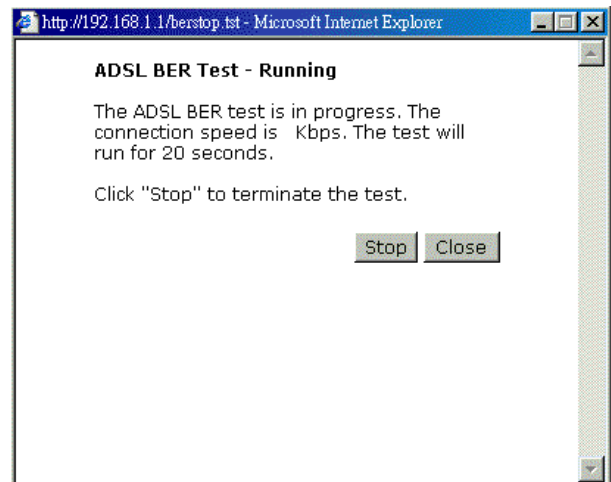 http://192.168.1.1/berstop.tst - Microsoft Internet Explorer
ADSL BER Test - Running
The ADSL BER test is in progress. The
connection speed is Kbps. The test will
run for 20 seconds.
Click "Stop" to terminate the test.
Stop Close